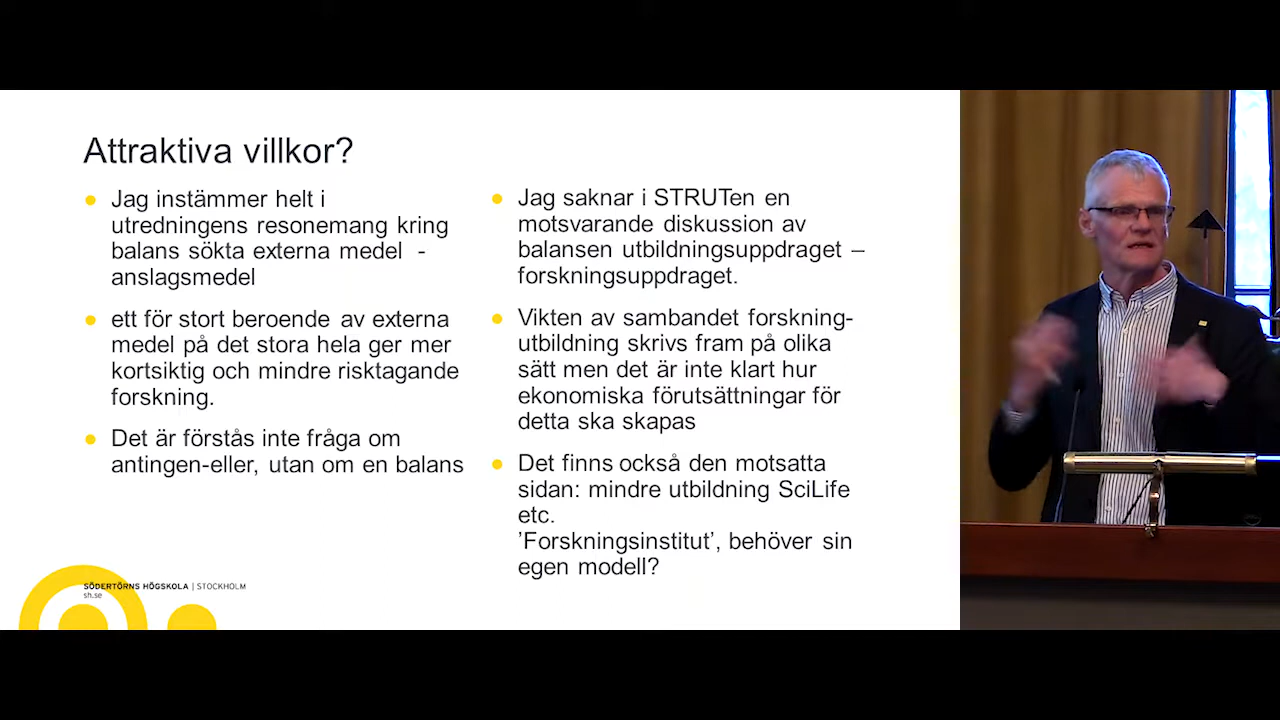 Attraktiva villkor?
Jag instämmer helt i
utredningens resonemang kring
balans sökta externa medel -
anslagsmedel
ett för stort beroende av externa
medel på det stora hela ger mer
kortsiktig och mindre risktagande
forskning.
Det är förstås inte fråga om
antingen-eller, utan om en balans
Jag saknar i STRUTen en
motsvarande diskussion av
balansen utbildningsuppdraget –
forskningsuppdraget.
Vikten av sambandet forskning-
utbildning skrivs fram på olika
sätt men det är inte klart hur
ekonomiska förutsättningar för
detta ska skapas
Det finns också den motsatta
sidan: mindre utbildning SciLife
etc.
’Forskningsinstitut’, behöver sin
egen modell?
SÖDERTÖRNS HÖGSKOLA | STOCKHOLM
sh.se